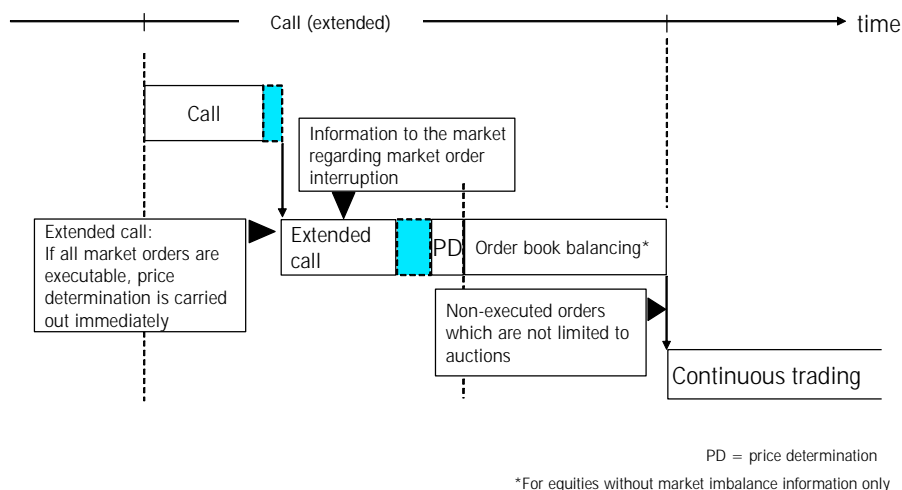 Call (extended)
time
Call
Information to the market
regarding market order
interruption
Extended call:
If all market orders are
executable, price
determination is carried
out immediately
Extended
call
PD
Order book balancing*
Non-executed orders
which are not limited to
auctions
Continuous trading
PD = price determination
*For equities without market imbalance information only